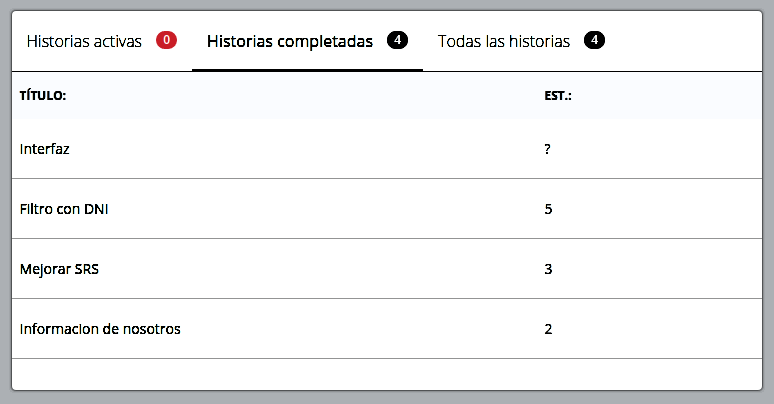 Historias activas 0 Historias completadas 4 Todas las historias 4
TÍTULO: EST.:
Interfaz ?
Filtro con DNI 5
Mejorar SRS 3
Informacion de nosotros 2